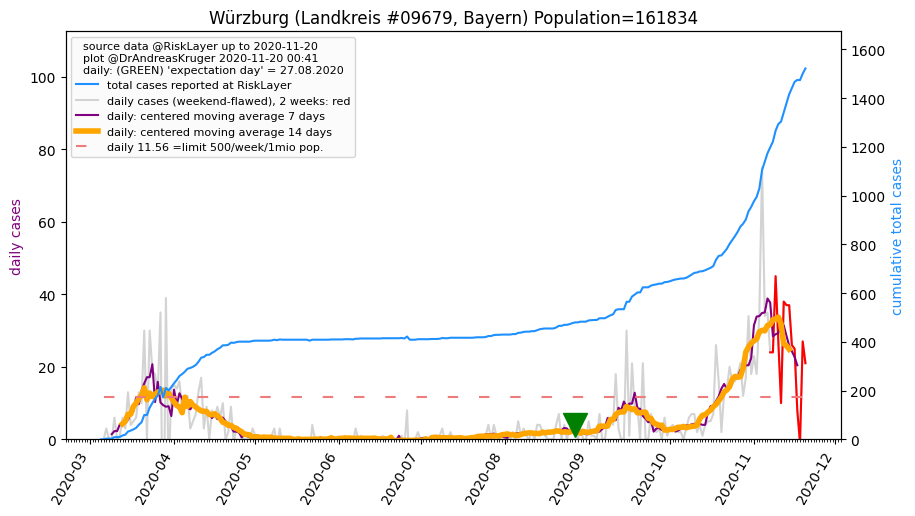 Würzburg (Landkreis #09679, Bayern) Population=161834
source data @RiskLayer up to 2020-11-20
plot @DrAndreasKruger 2020-11-20 00:41
daily: (GREEN) 'expectation day' = 27.08.2020
total cases reported at RiskLayer
daily cases (weekend-flawed), 2 weeks: red
daily: centered moving average 7 days
daily: centered moving average 14 days
daily 11.56 =limit 500/week/1mio pop.
daily cases
100
80
60
40
20
0
cumulative total cases
1600
1400
1200
1000
800
600
400
200
0
2020-03
2020-04
2020-05
2020-06
2020-07
2020-08
2020-09
2020-10
2020-11
2020-12